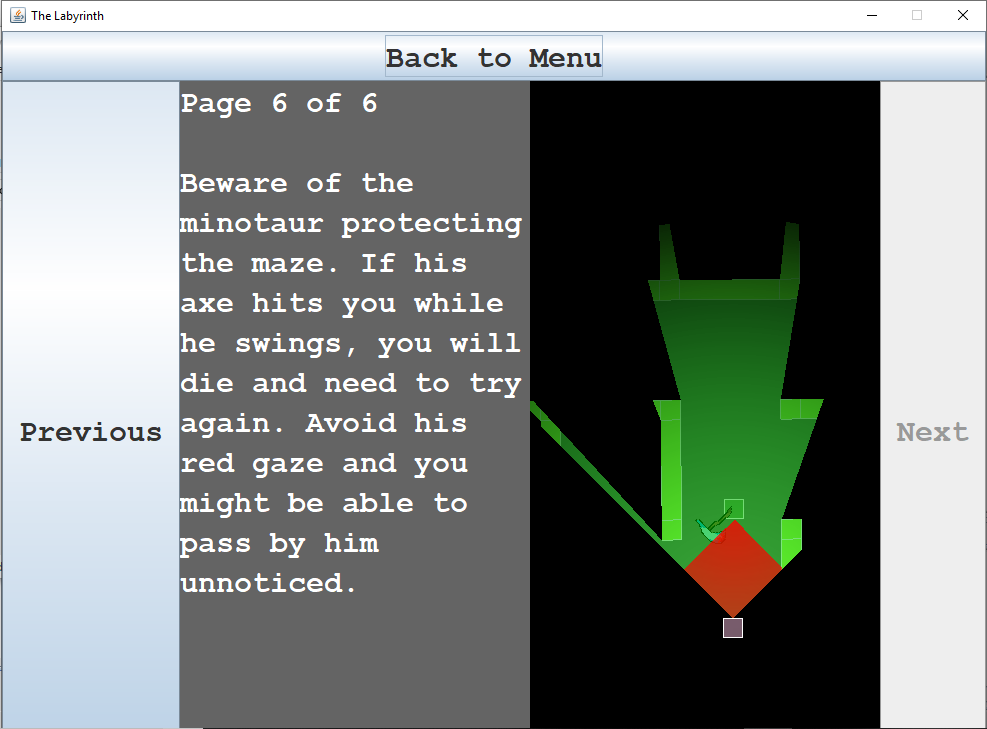 The Labyrinth
Back to Menu
Previous
Page 6 of 6
Beware of the
minotaur protecting
the maze. If his
axe hits you while
he swings, you will
die and need to try
again. Avoid his
red gaze and you
might be able to
pass by him
unnoticed.
Next